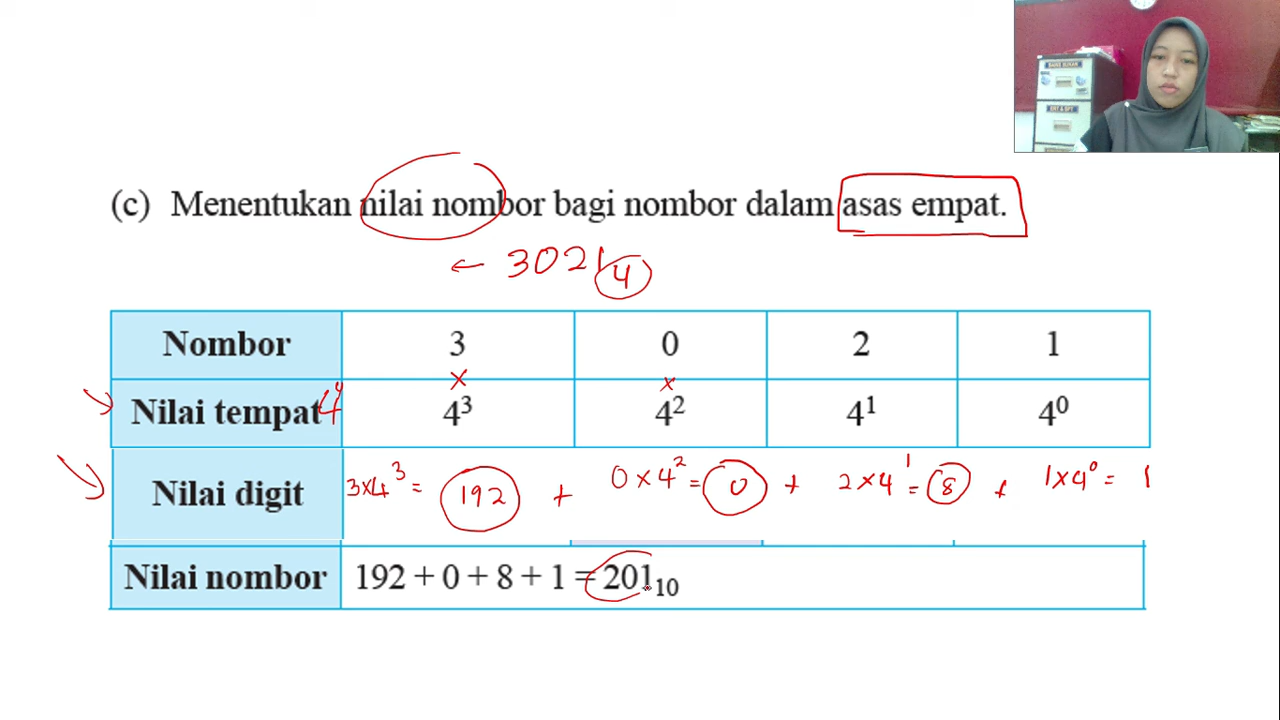 (c) Menentukan nilai nombor bagi nombor dalam asas empat.
← 3021₄
Nombor 3 0 2 1
× ×
Nilai tempat 4³ 4² 4¹ 4⁰
Nilai digit 3×4³ = 192 + 0×4² = 0 + 2×4¹ = 8 + 1×4⁰ = 1
Nilai nombor 192 + 0 + 8 + 1 = 201₁₀